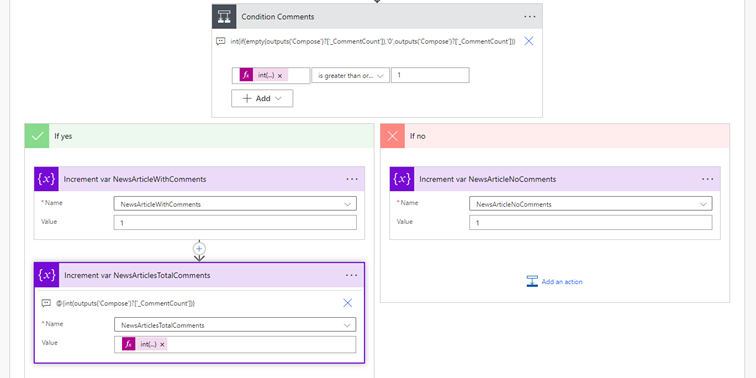 Condition Comments
int(if(empty(outputs('Compose')?['_CommentCount']),'0',outputs('Compose')?['_CommentCount']))
fx int(...) × is greater than or... 1
+ Add
If yes
If no
{x} Increment var NewsArticleWithComments
* Name NewsArticleWithComments
Value 1
{x} Increment var NewsArticleNoComments
* Name NewsArticleNoComments
Value 1
Add an action
{x} Increment var NewsArticlesTotalComments
@{int(outputs('Compose')?['_CommentCount'])}
* Name NewsArticlesTotalComments
Value fx int(...) ×